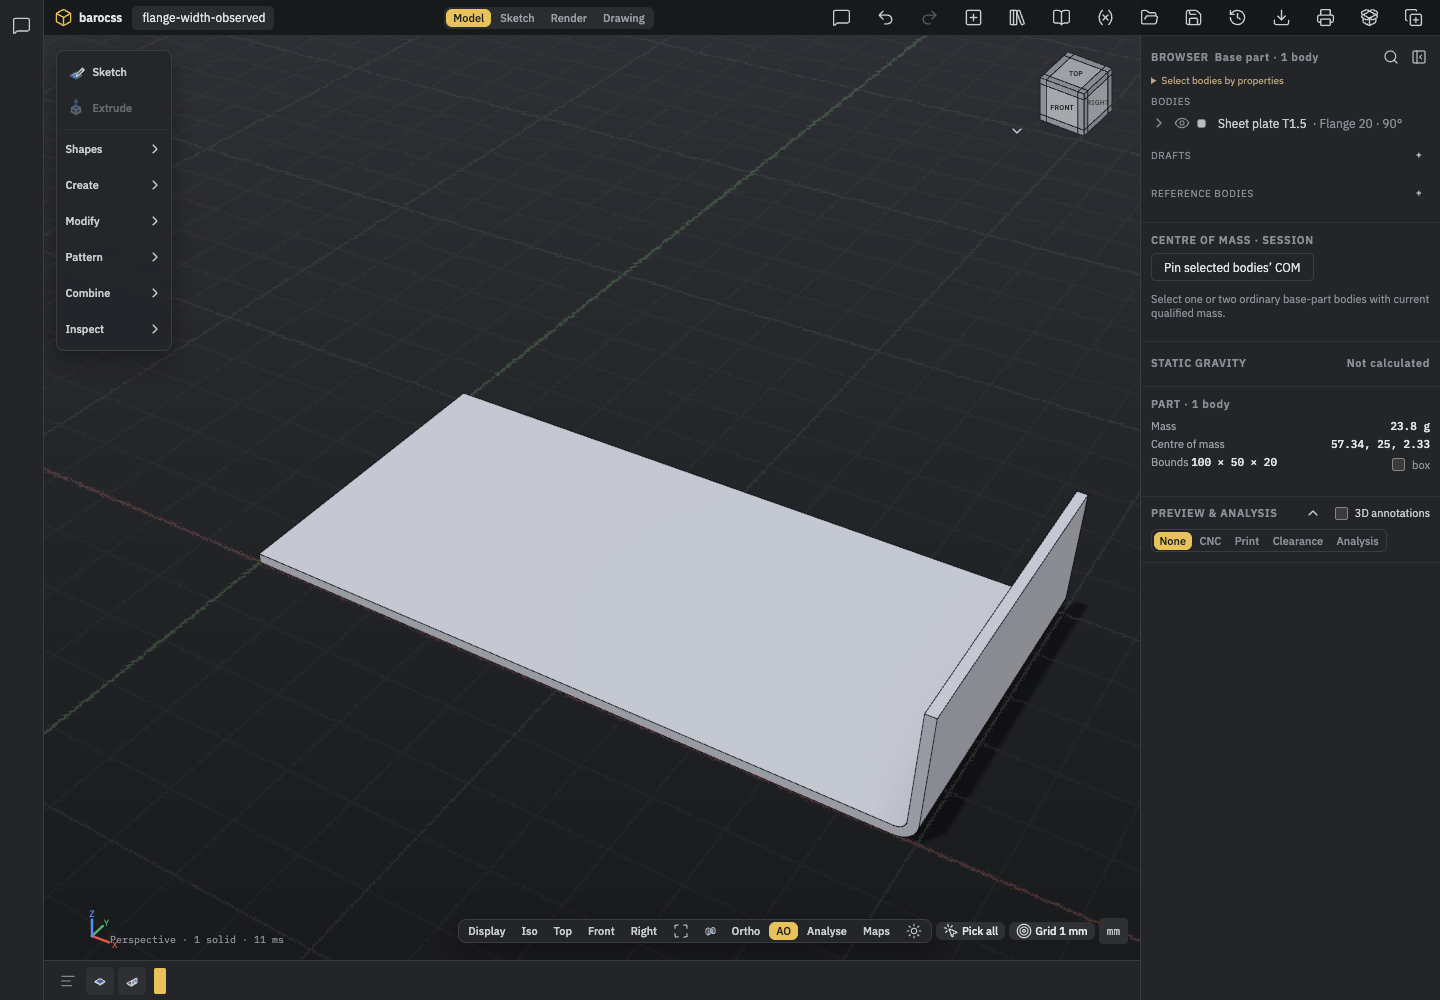 barocss
flange-width-observed
Model
Sketch
Render
Drawing
Sketch
Extrude
Shapes
Create
Modify
Pattern
Combine
Inspect
TOP
FRONT
RIGHT
BROWSER Base part · 1 body
Select bodies by properties
BODIES
Sheet plate T1.5 · Flange 20 · 90°
DRAFTS
REFERENCE BODIES
CENTRE OF MASS · SESSION
Pin selected bodies’ COM
Select one or two ordinary base-part bodies with current
qualified mass.
STATIC GRAVITY Not calculated
PART · 1 body
Mass 23.8 g
Centre of mass 57.34, 25, 2.33
Bounds 100 × 50 × 20 box
PREVIEW & ANALYSIS 3D annotations
None CNC Print Clearance Analysis
Z
Y
X
Perspective · 1 solid · 11 ms
Display Iso Top Front Right Ortho AO Analyse Maps Pick all Grid 1 mm mm